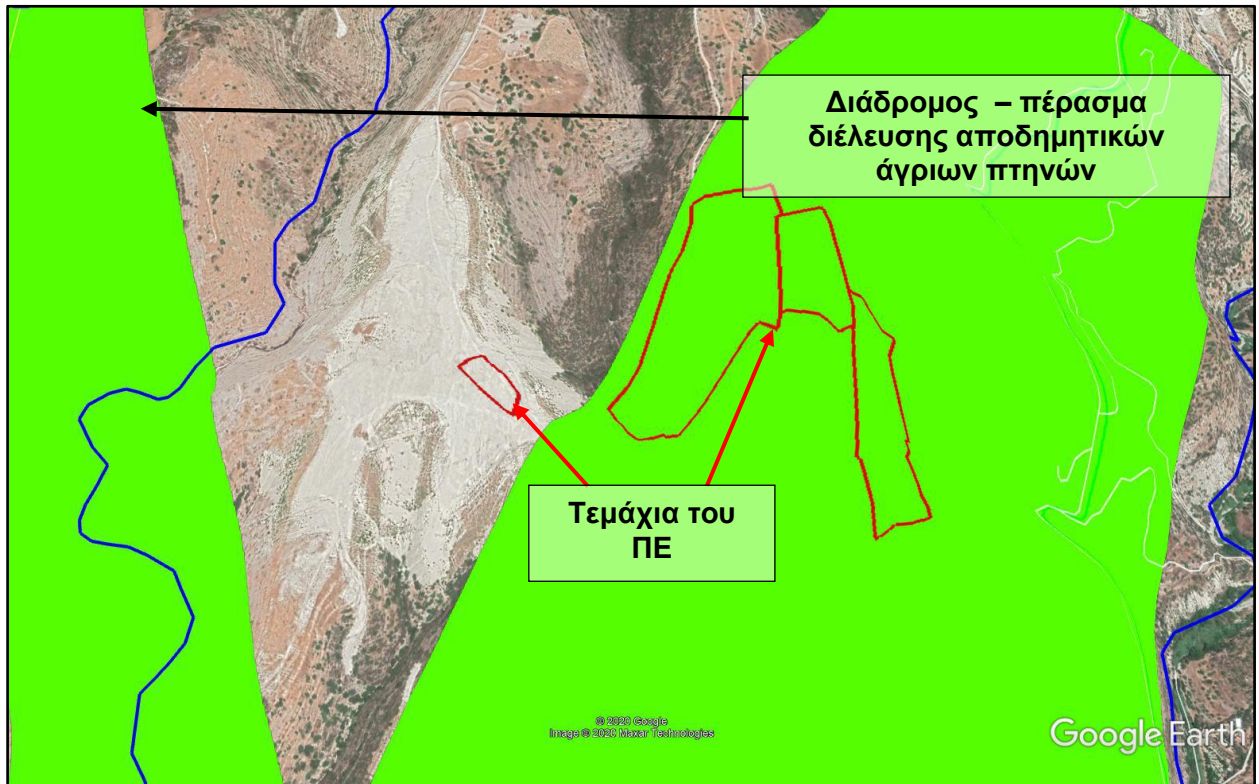 Διάδρομος – πέρασμα
διέλευσης αποδημητικών
άγριων πτηνών
Τεμάχια του
ΠΕ
© 2020 Google
Image © 2020 Maxar Technologies
Google Earth